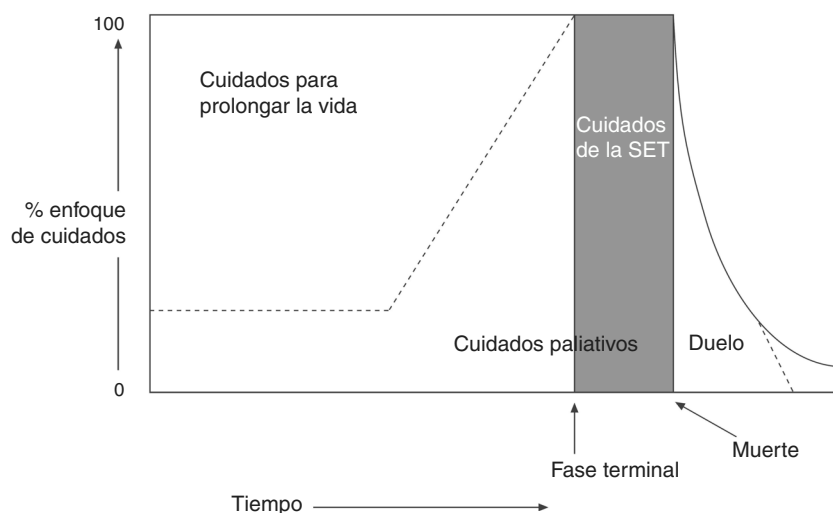 100
Cuidados para
prolongar la vida
Cuidados
de la SET
% enfoque
de cuidados
Cuidados paliativos
Duelo
0
Muerte
Fase terminal
Tiempo